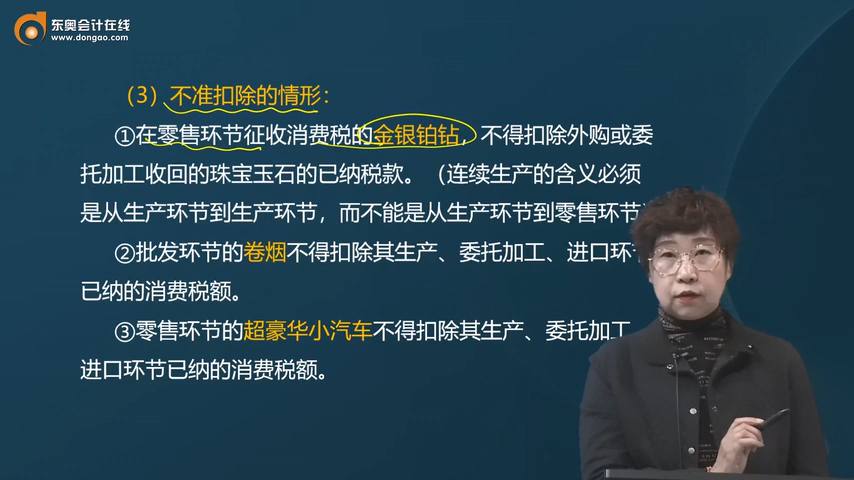 东奥会计在线
www.dongao.com
（3）不准扣除的情形：
①在零售环节征收消费税的金银铂钻，不得扣除外购或委
托加工收回的珠宝玉石的已纳税款。（连续生产的含义必须
是从生产环节到生产环节，而不能是从生产环节到零售环节
②批发环节的卷烟不得扣除其生产、委托加工、进口环
已纳的消费税额。
③零售环节的超豪华小汽车不得扣除其生产、委托加工
进口环节已纳的消费税额。